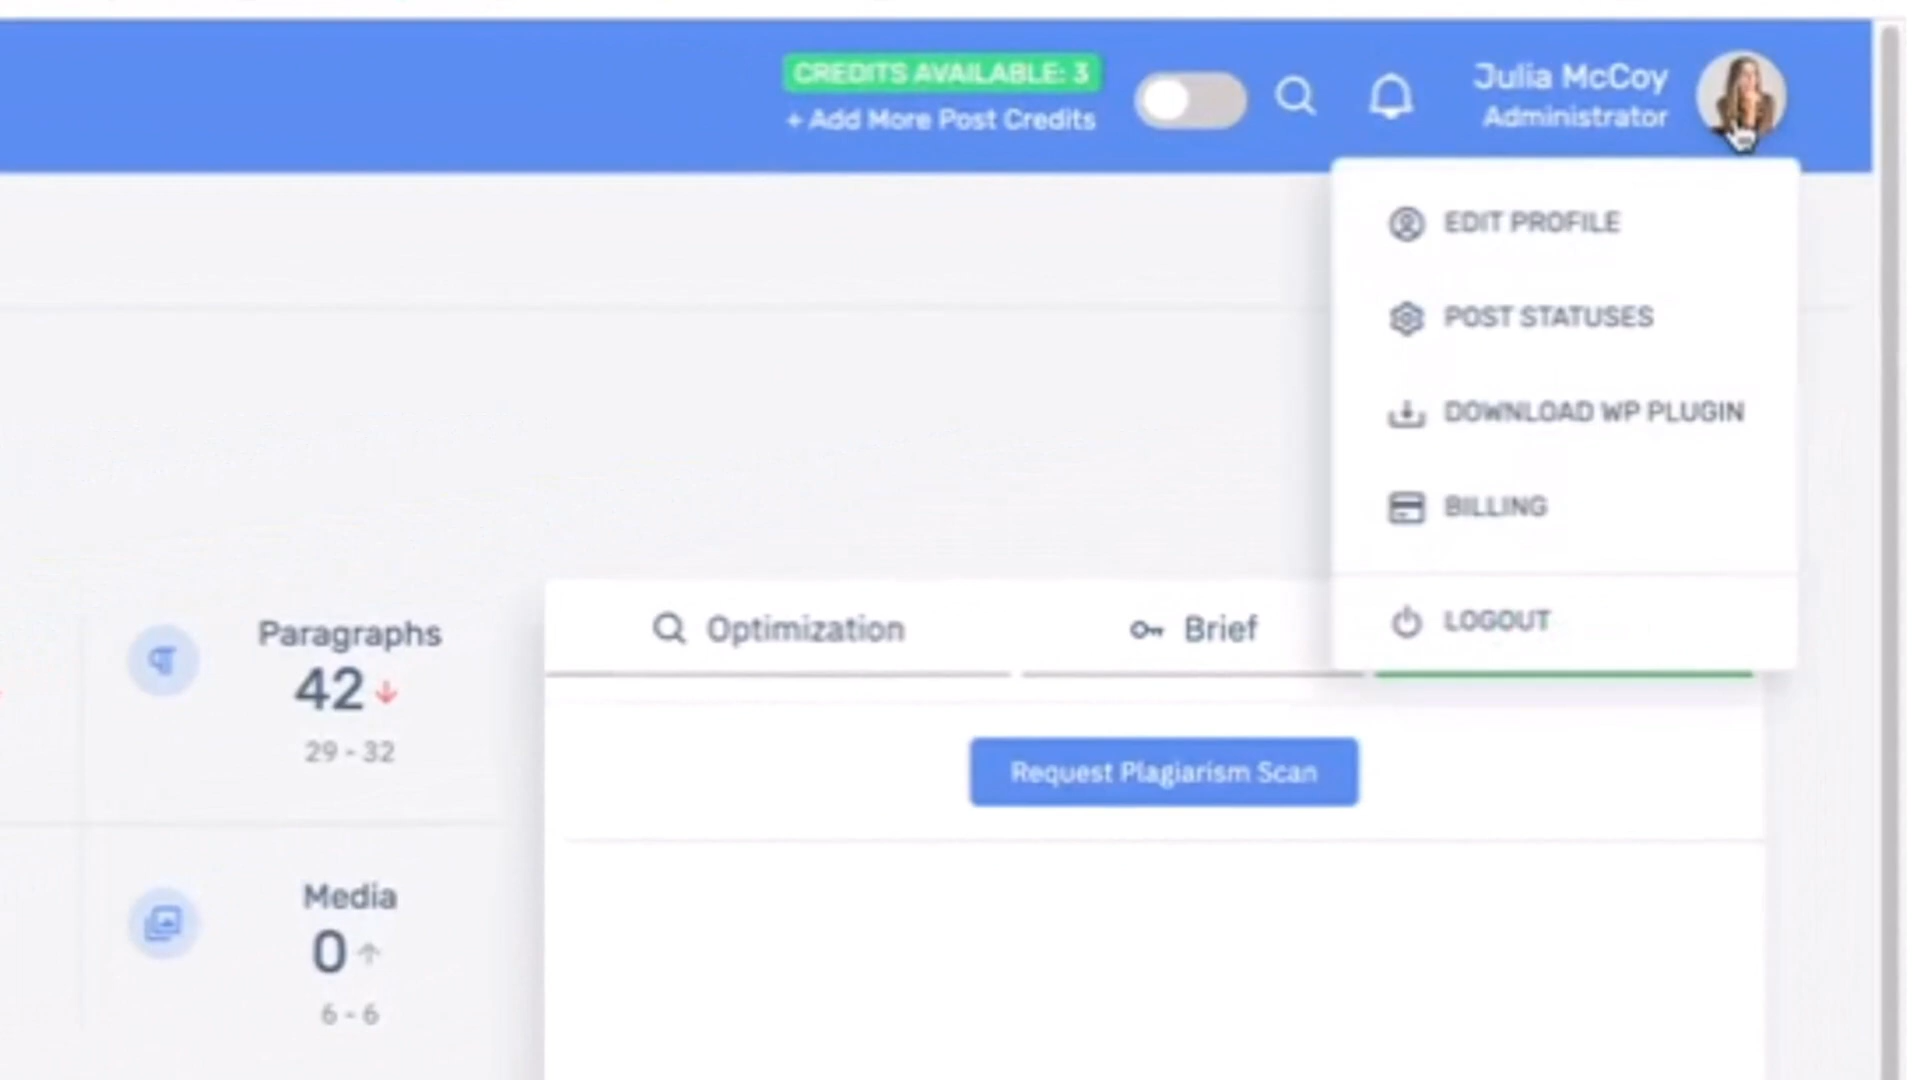 CREDITS AVAILABLE: 3
+ Add More Post Credits
Julia McCoy
Administrator
EDIT PROFILE
POST STATUSES
DOWNLOAD WP PLUGIN
BILLING
LOGOUT
Paragraphs
42
29 - 32
Optimization
Brief
Request Plagiarism Scan
Media
0
6 - 6